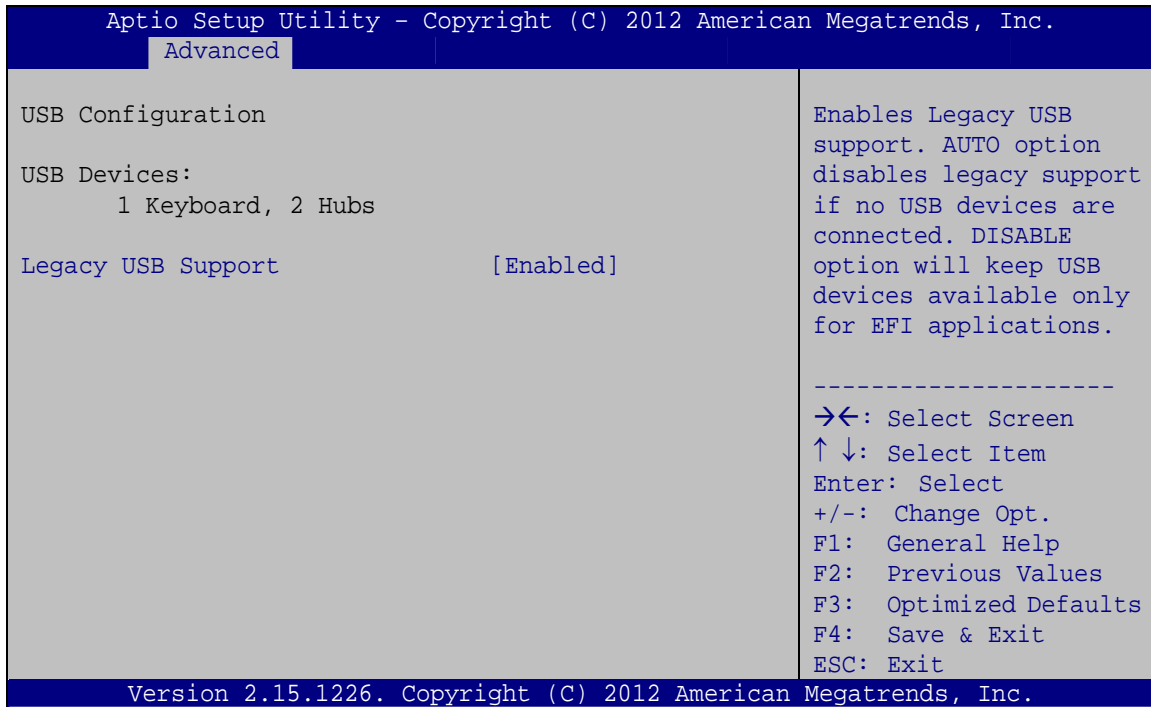 Aptio Setup Utility – Copyright (C) 2012 American Megatrends, Inc.
Advanced
USB Configuration
USB Devices:
1 Keyboard, 2 Hubs
Legacy USB Support [Enabled]
Enables Legacy USB
support. AUTO option
disables legacy support
if no USB devices are
connected. DISABLE
option will keep USB
devices available only
for EFI applications.
---------------------
→←: Select Screen
↑ ↓: Select Item
Enter: Select
+/-: Change Opt.
F1: General Help
F2: Previous Values
F3: Optimized Defaults
F4: Save & Exit
ESC: Exit
Version 2.15.1226. Copyright (C) 2012 American Megatrends, Inc.